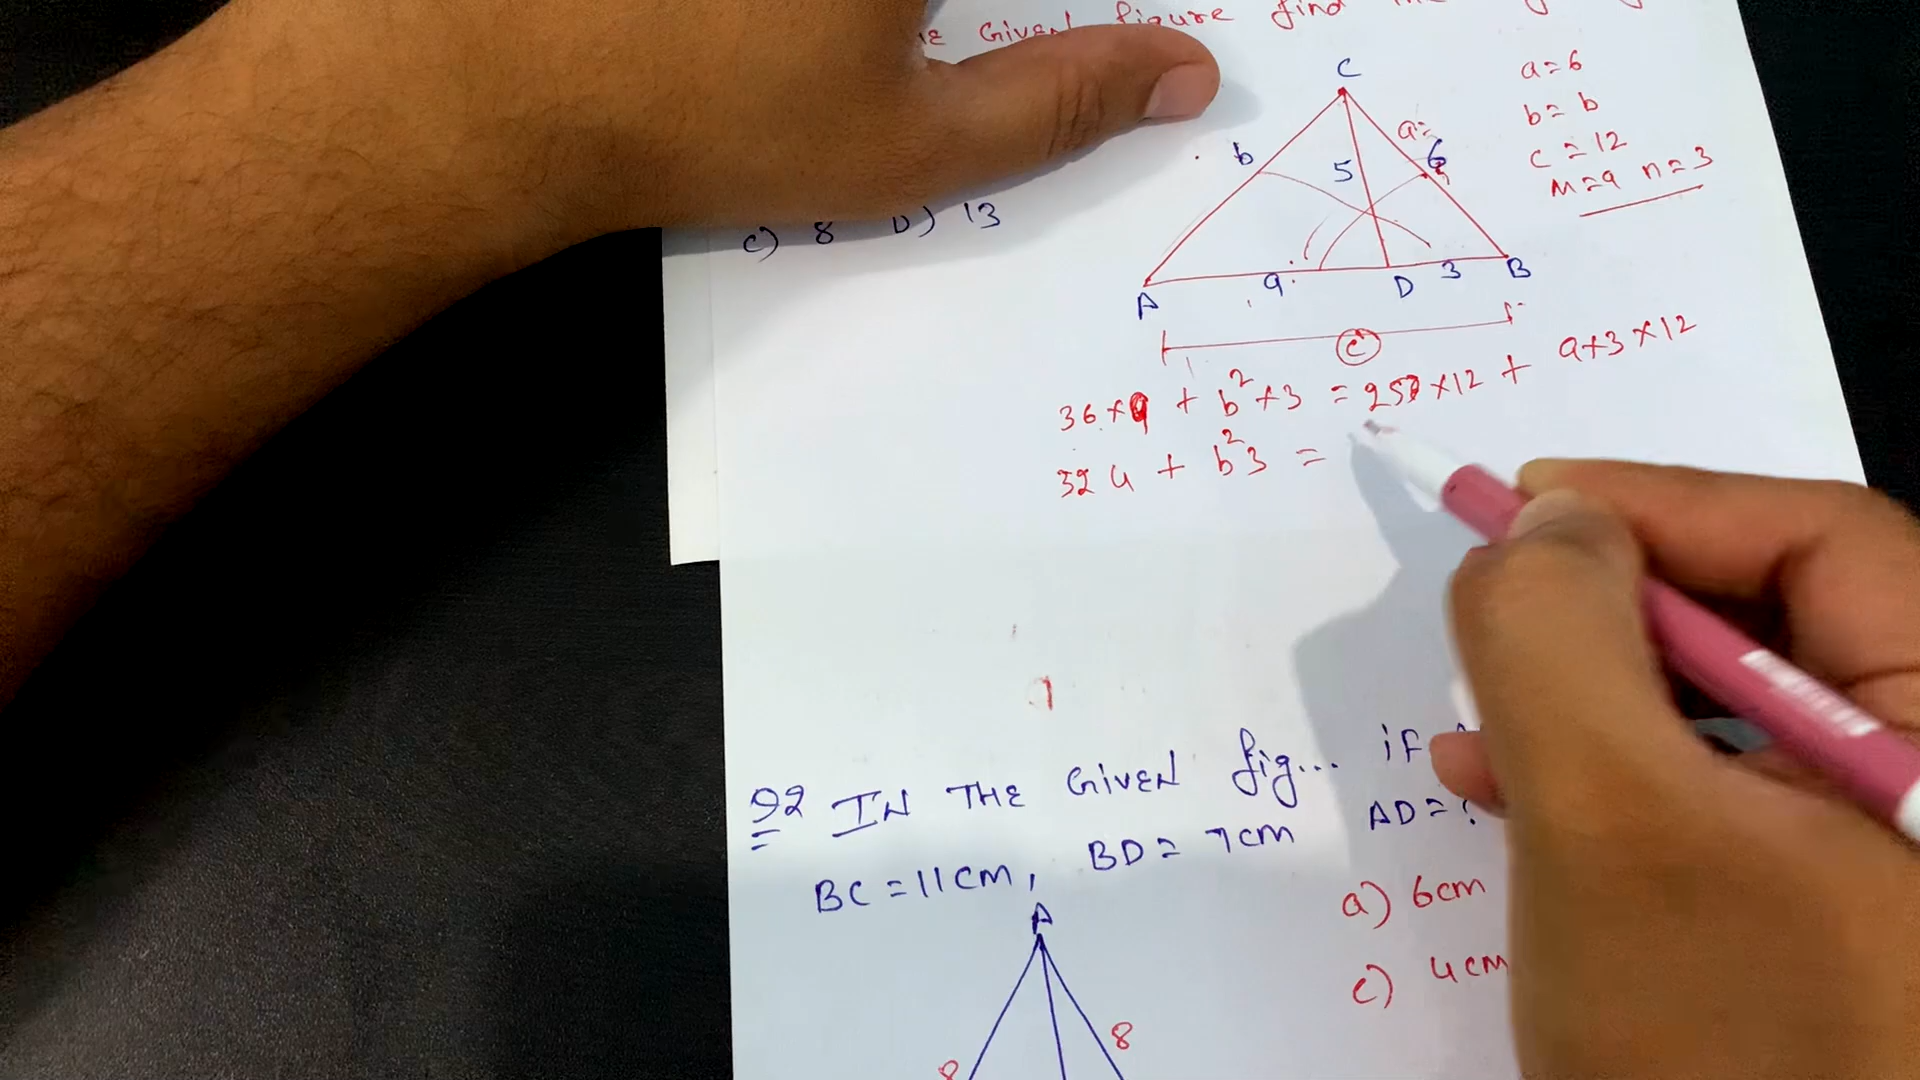 Given figure find
C
a=6
b=b
c=12
m=9 n=3
a=
b
5
6
c) 8 D) 13
A
9
D
3
B
c
36×9 + b²×3 = 25×12 + 9×3×12
324 + b²3 =
Q2 IN THE GIVEN fig... iF
BC=11cm, BD=7cm AD=?
A
a) 6cm
c) 4cm
8
8